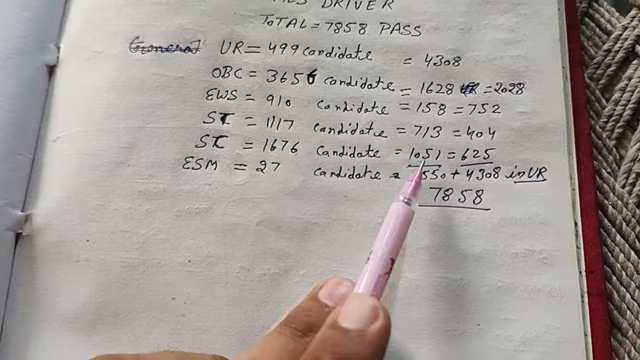 DRIVER
TOTAL = 7858 PASS
General UR = 499 candidate = 4308
OBC = 3656 candidate = 1628 = 2028
EWS = 910 candidate = 158 = 752
ST = 1117 candidate = 713 = 404
SC = 1676 candidate = 1051 = 625
ESM = 27 candidate = 3550 + 4308 in UR
7858